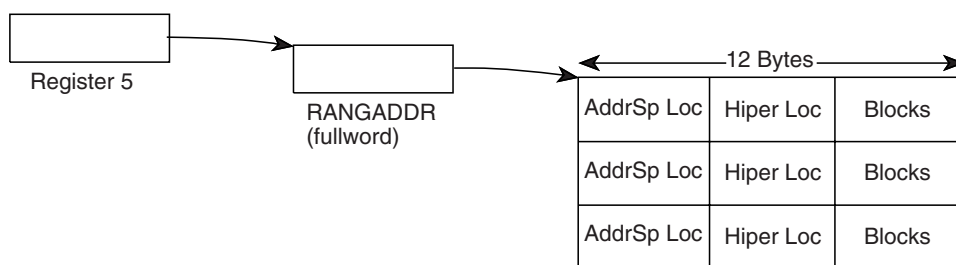 12 Bytes
Register 5
RANGADDR
(fullword)
AddrSp Loc Hiper Loc Blocks
AddrSp Loc Hiper Loc Blocks
AddrSp Loc Hiper Loc Blocks